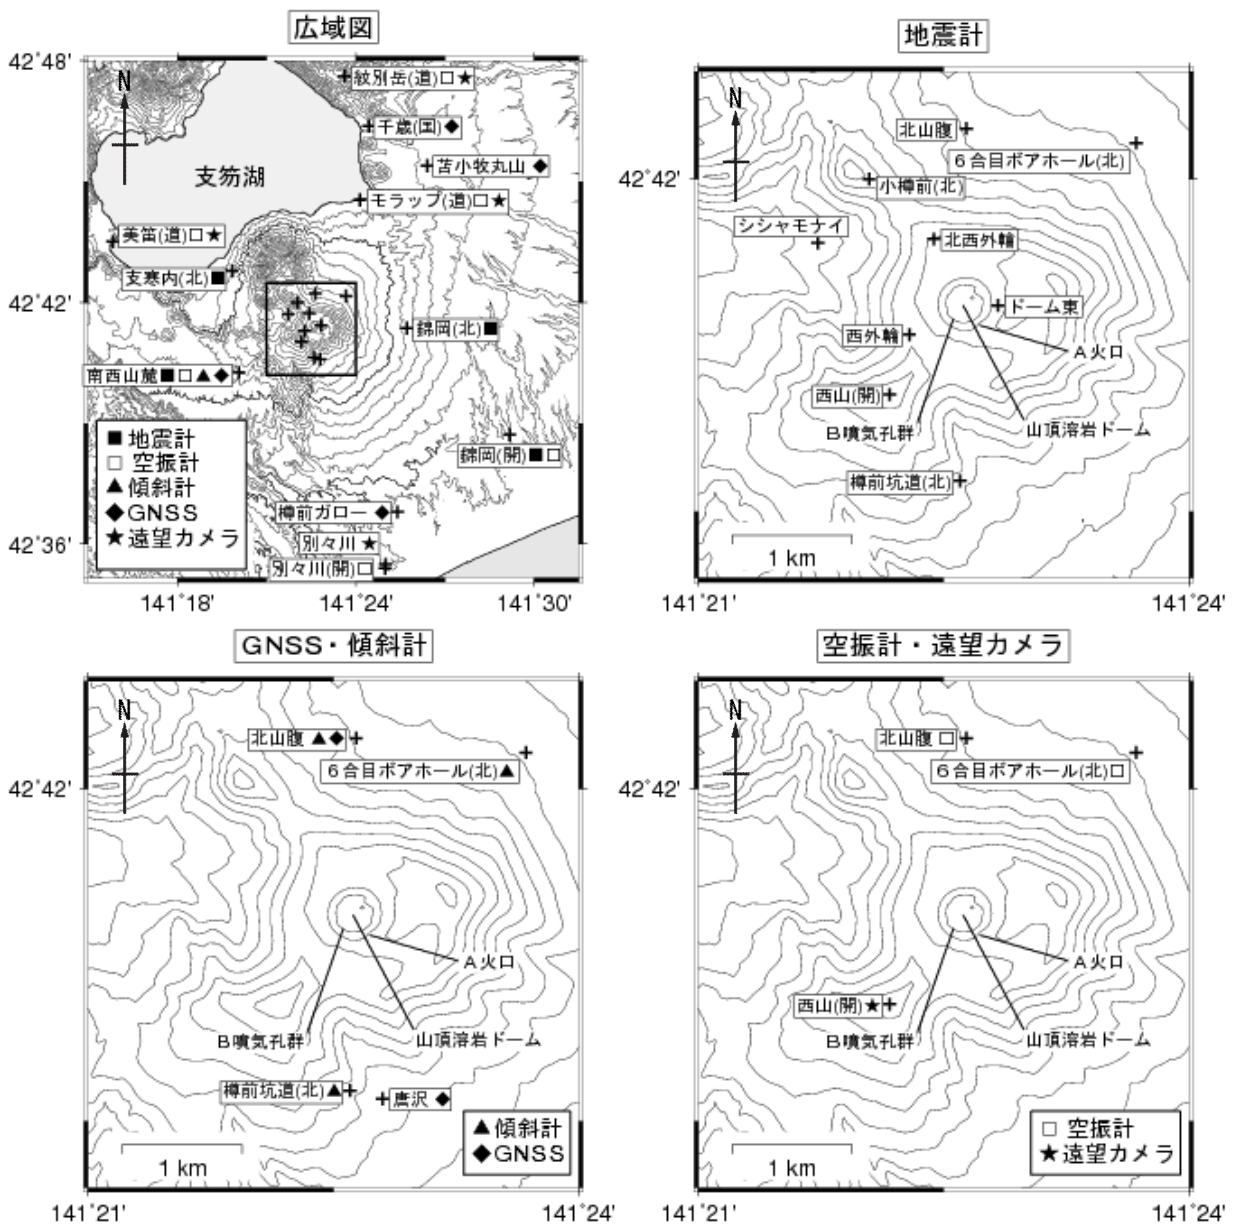 広域図
42°48'
N
紋別岳(道)□★
千歳(国)◆
苫小牧丸山◆
支笏湖
モラップ(道)□★
美笛(道)□★
支寒内(北)■
42°42'
錦岡(北)■
南西山麓■□▲◆
■地震計
□空振計
▲傾斜計
◆GNSS
★遠望カメラ
錦岡(開)■□
樽前ガロー◆
別々川★
別々川(開)□
42°36'
141°18'
141°24'
141°30'
地震計
N
北山腹
6合目ボアホール(北)
42°42'
小樽前(北)
シシャモナイ
北西外輪
ドーム東
西外輪
A火口
西山(開)
B噴気孔群
山頂溶岩ドーム
樽前坑道(北)
1 km
141°21'
141°24'
GNSS・傾斜計
N
北山腹▲◆
6合目ボアホール(北)▲
42°42'
A火口
B噴気孔群
山頂溶岩ドーム
樽前坑道(北)▲
唐沢◆
▲傾斜計
◆GNSS
1 km
141°21'
141°24'
空振計・遠望カメラ
N
北山腹□
6合目ボアホール(北)□
42°42'
A火口
西山(開)★
B噴気孔群
山頂溶岩ドーム
□空振計
★遠望カメラ
1 km
141°21'
141°24'